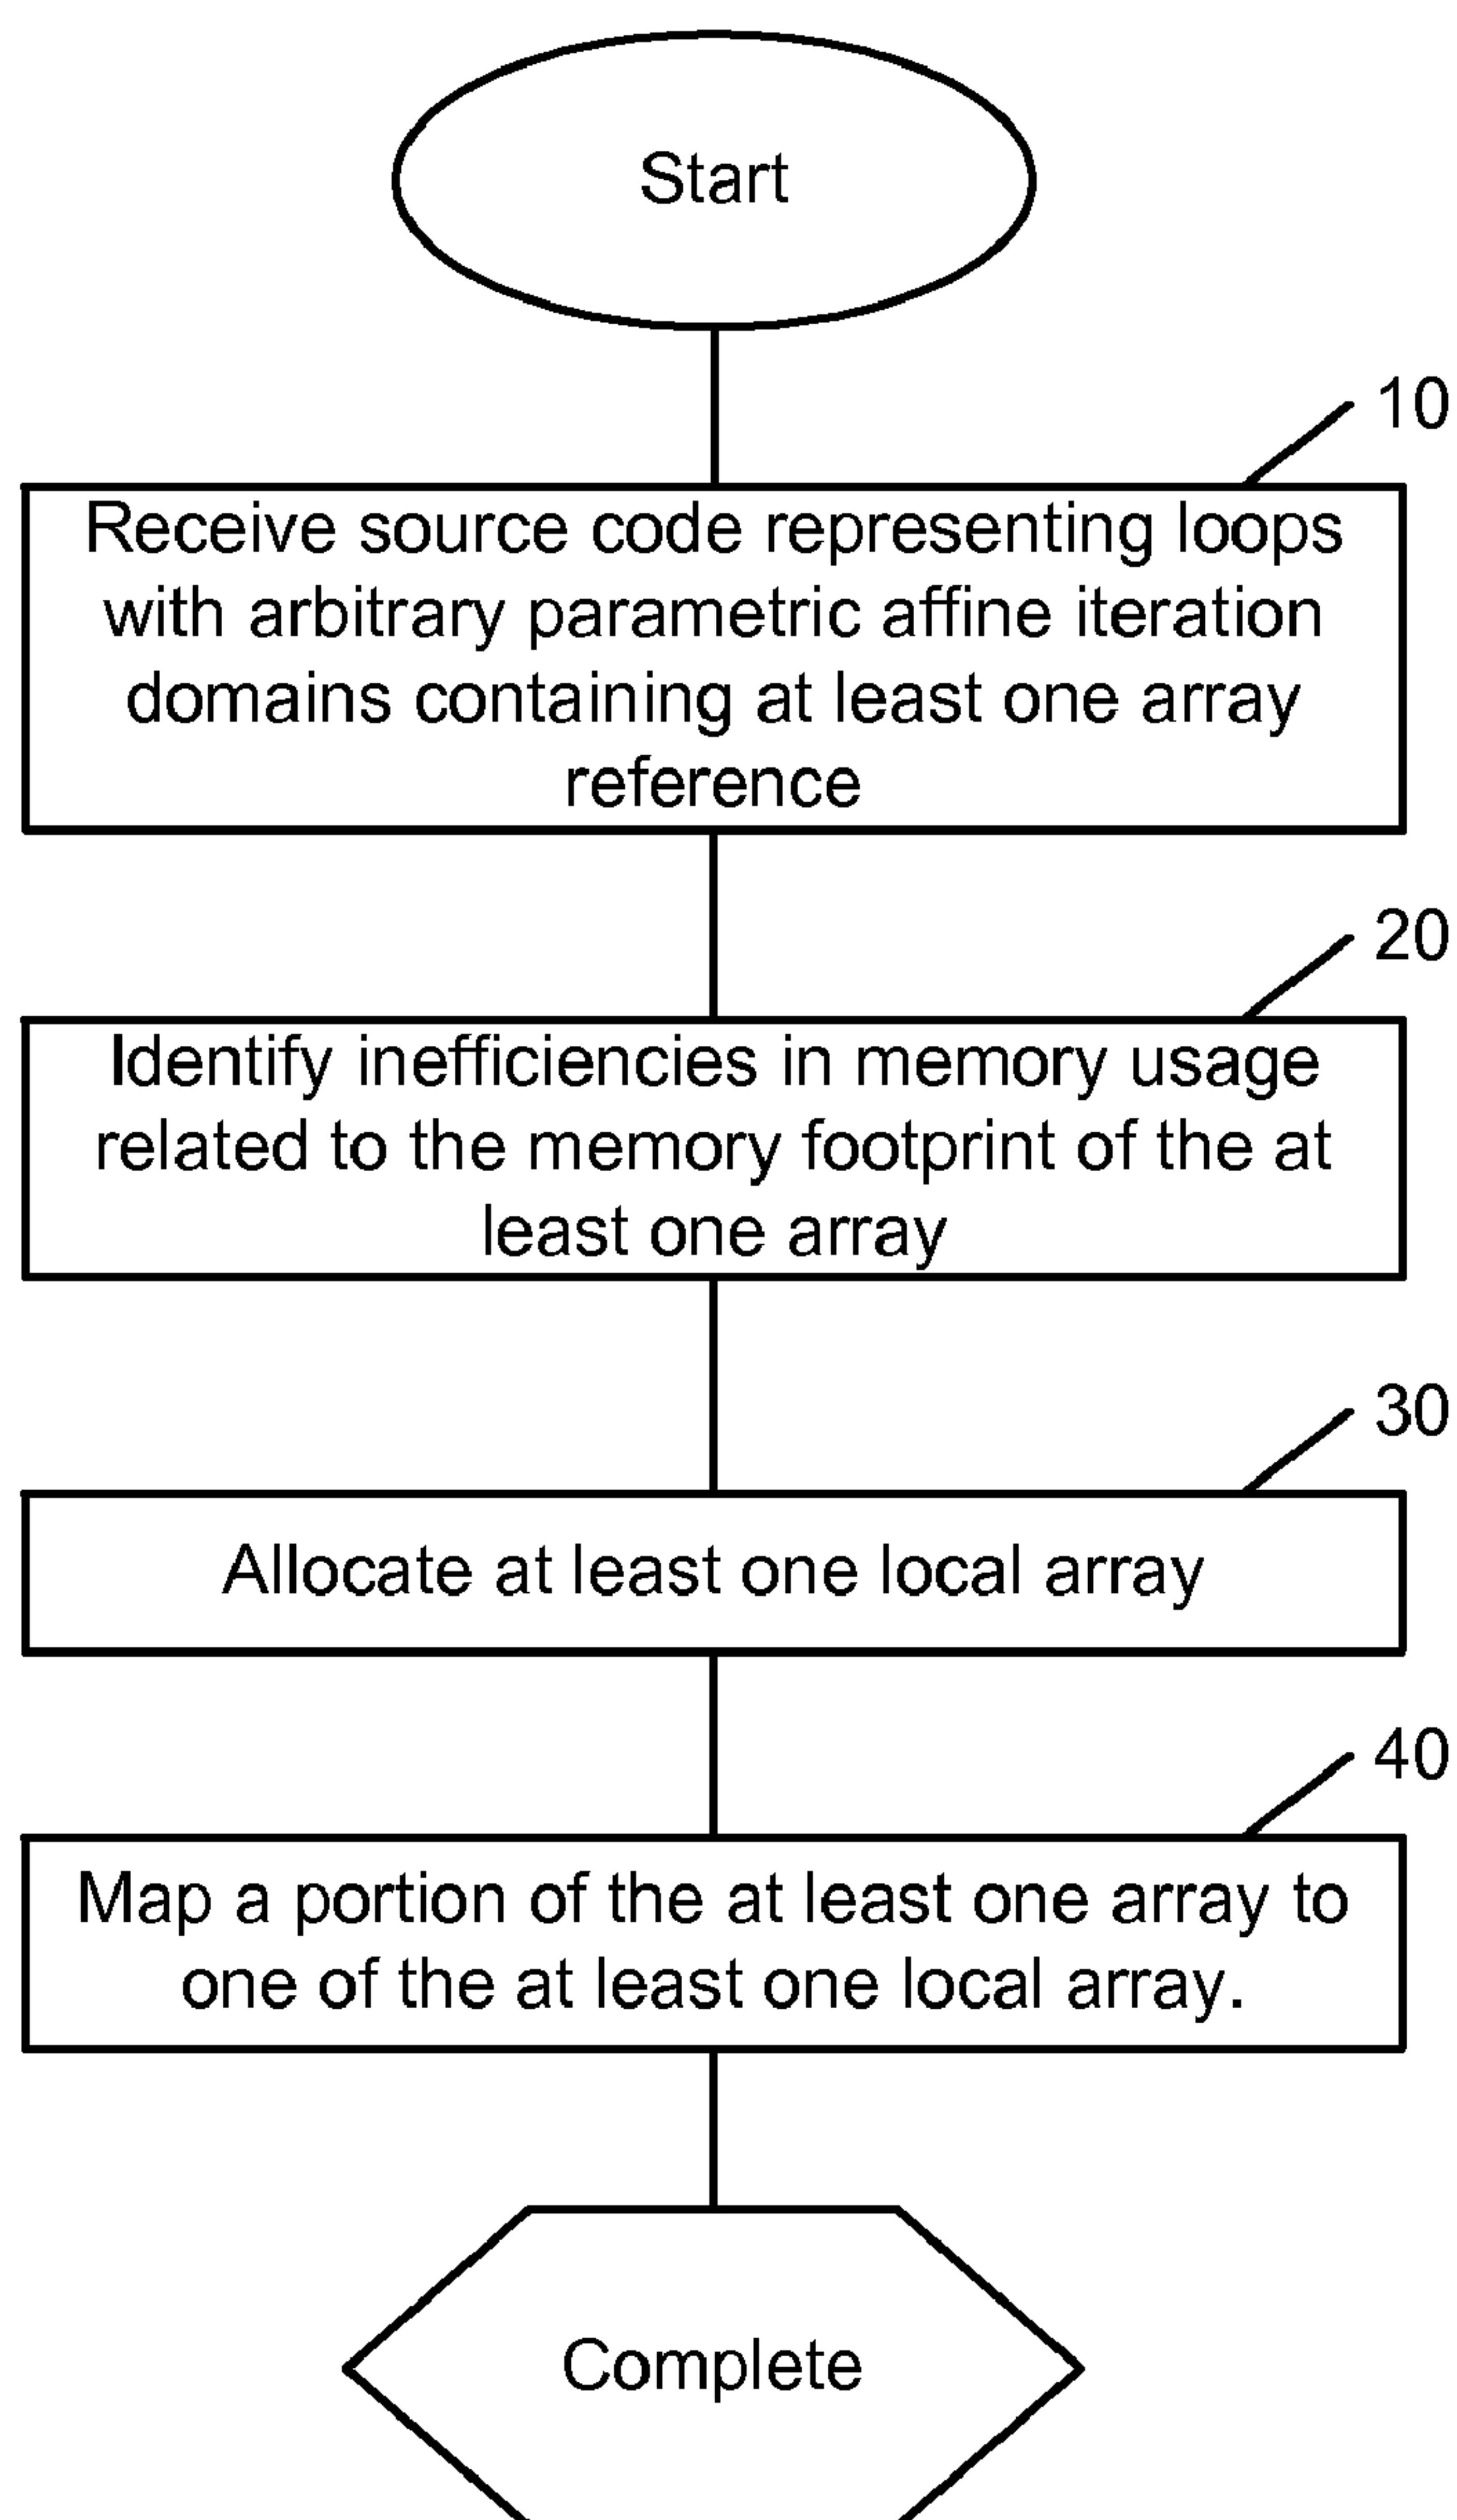 Start
10
Receive source code representing loops
with arbitrary parametric affine iteration
domains containing at least one array
reference
20
Identify inefficiencies in memory usage
related to the memory footprint of the at
least one array
30
Allocate at least one local array
40
Map a portion of the at least one array to
one of the at least one local array.
Complete